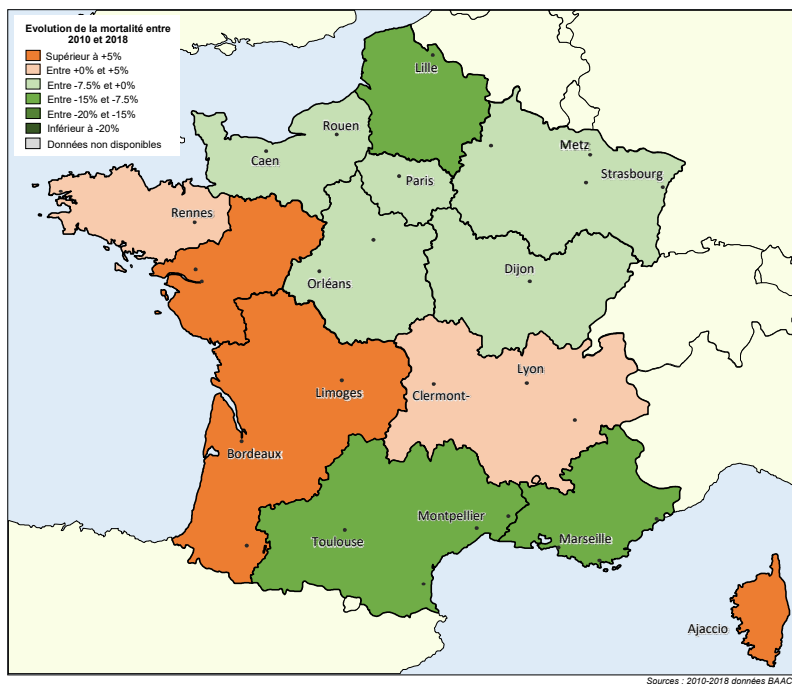 Evolution de la mortalité entre
2010 et 2018
Supérieur à +5%
Entre +0% et +5%
Entre -7.5% et +0%
Entre -15% et -7.5%
Entre -20% et -15%
Inférieur à -20%
Données non disponibles
Lille
Rouen
Caen
Metz
Paris
Strasbourg
Rennes
Dijon
Orléans
Lyon
Limoges
Clermont-
Bordeaux
Montpellier
Toulouse
Marseille
Ajaccio
Sources : 2010-2018 données BAAC